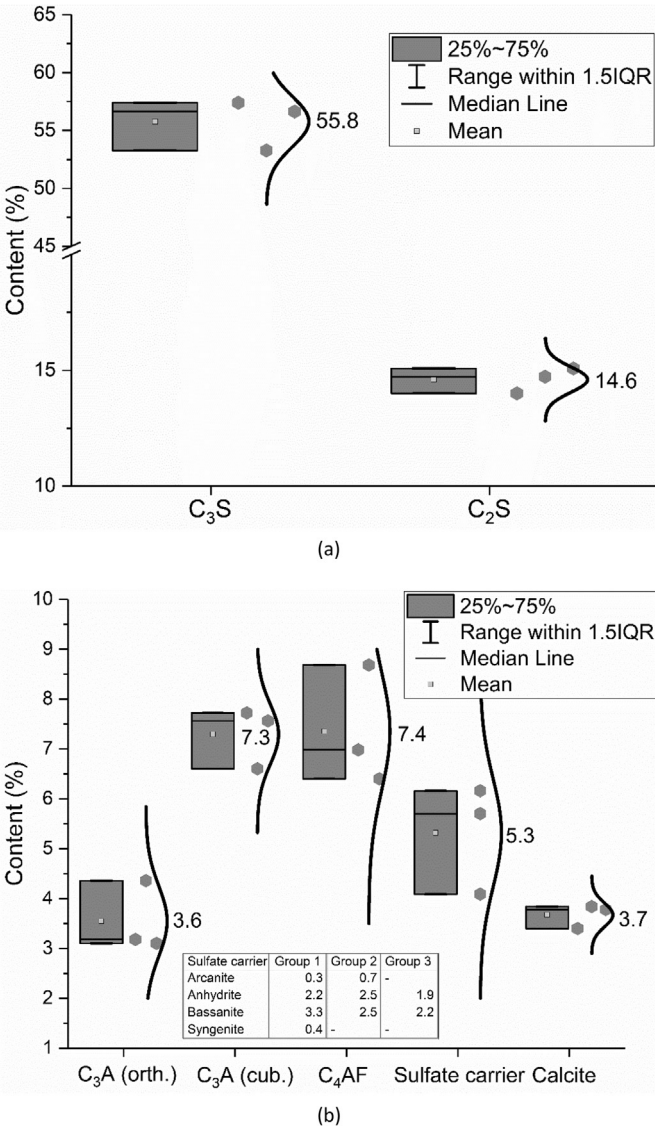 65
60
55
50
45
15
10
Content (%)
25%~75%
Range within 1.5IQR
Median Line
Mean
55.8
14.6
C₃S
C₂S
(a)
10
9
8
7
6
5
4
3
2
1
Content (%)
25%~75%
Range within 1.5IQR
Median Line
Mean
3.6
7.3
7.4
5.3
3.7
Sulfate carrier Group 1 Group 2 Group 3
Arcanite 0.3 0.7 -
Anhydrite 2.2 2.5 1.9
Bassanite 3.3 2.5 2.2
Syngenite 0.4 - -
C₃A (orth.) C₃A (cub.) C₄AF Sulfate carrier Calcite
(b)